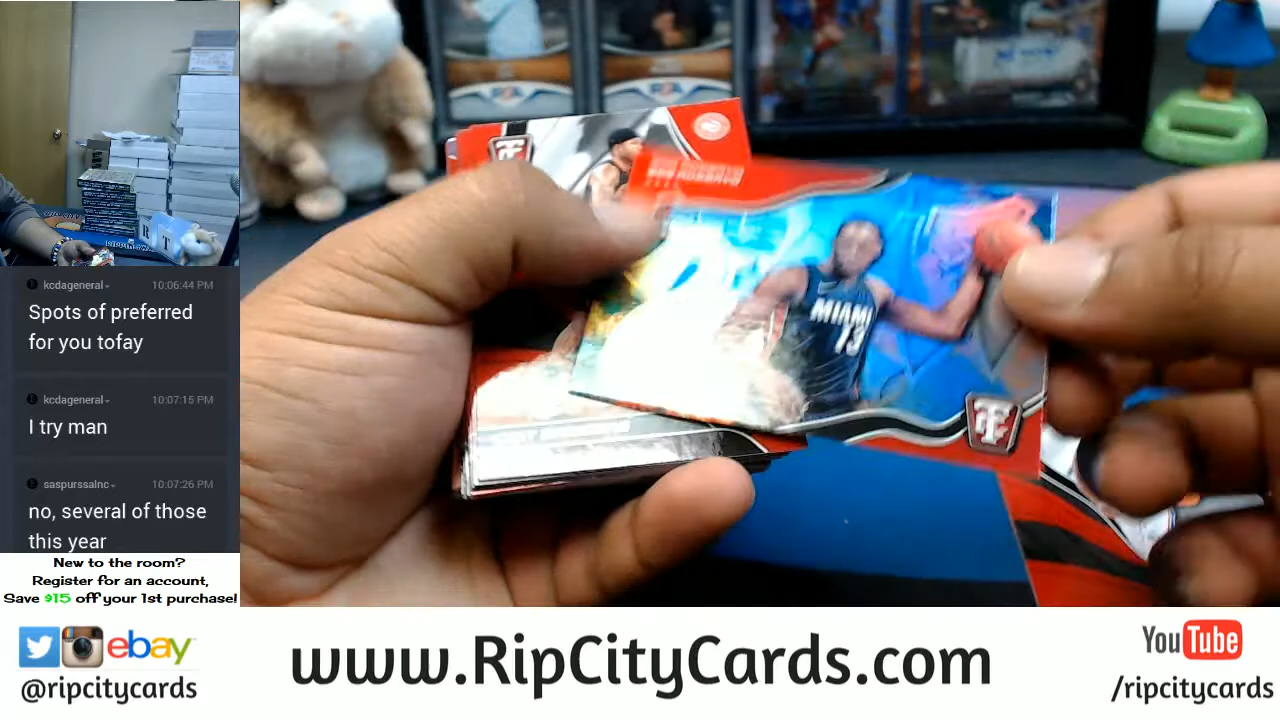 kcdageneral 10:06:44 PM
Spots of preferred
for you tofay
kcdageneral 10:07:15 PM
I try man
saspurssaInc 10:07:26 PM
no, several of those
this year
New to the room?
Register for an account,
Save $15 off your 1st purchase!
MIAMI
13
ebay
@ripcitycards
www.RipCityCards.com
YouTube
/ripcitycards